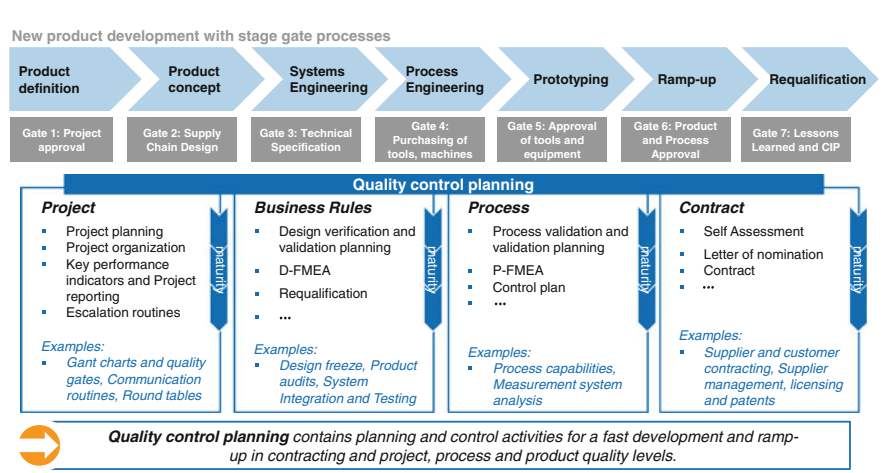 New product development with stage gate processes
Product
definition
Product
concept
Systems
Engineering
Process
Engineering
Prototyping
Ramp-up
Requalification
Gate 1: Project
approval
Gate 2: Supply
Chain Design
Gate 3: Technical
Specification
Gate 4:
Purchasing of
tools, machines
Gate 5: Approval
of tools and
equipment
Gate 6: Product
and Process
Approval
Gate 7: Lessons
Learned and CIP
Quality control planning
Project
▪ Project planning
▪ Project organization
▪ Key performance
indicators and Project
reporting
▪ Escalation routines
Examples:
▪ Gant charts and quality
gates, Communication
routines, Round tables
maturity
Business Rules
▪ Design verification and
validation planning
▪ D-FMEA
▪ Requalification
▪ ...
Examples:
▪ Design freeze, Product
audits, System
Integration and Testing
maturity
Process
▪ Process validation and
validation planning
▪ P-FMEA
▪ Control plan
▪ ...
Examples:
▪ Process capabilities,
Measurement system
analysis
maturity
Contract
▪ Self Assessment
▪ Letter of nomination
▪ Contract
▪ ...
Examples:
▪ Supplier and customer
contracting, Supplier
management, licensing
and patents
maturity
Quality control planning contains planning and control activities for a fast development and ramp-
up in contracting and project, process and product quality levels.